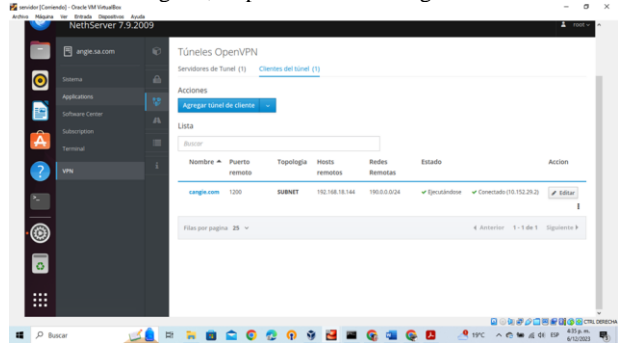 servidor [Corriendo] - Oracle VM VirtualBox
Archivo Máquina Ver Entrada Dispositivos Ayuda
NethServer 7.9.2009
root
angie.sa.com
Sistema
Applications
Software Center
Subscription
Terminal
VPN
Túneles OpenVPN
Servidores de Tunel (1) Clientes del túnel (1)
Acciones
Agregar túnel de cliente
Lista
Buscar
Nombre Puerto remoto Topología Hosts remotos Redes Remotas Estado Accion
cangie.com 1200 SUBNET 192.168.18.144 190.0.0.0/24 Ejecutándose Conectado (10.152.29.2) Editar
Filas por pagina 25 Anterior 1 - 1 de 1 Siguiente
CTRL DERECHA
Buscar
19°C
ESP
4:35 p. m.
6/12/2023